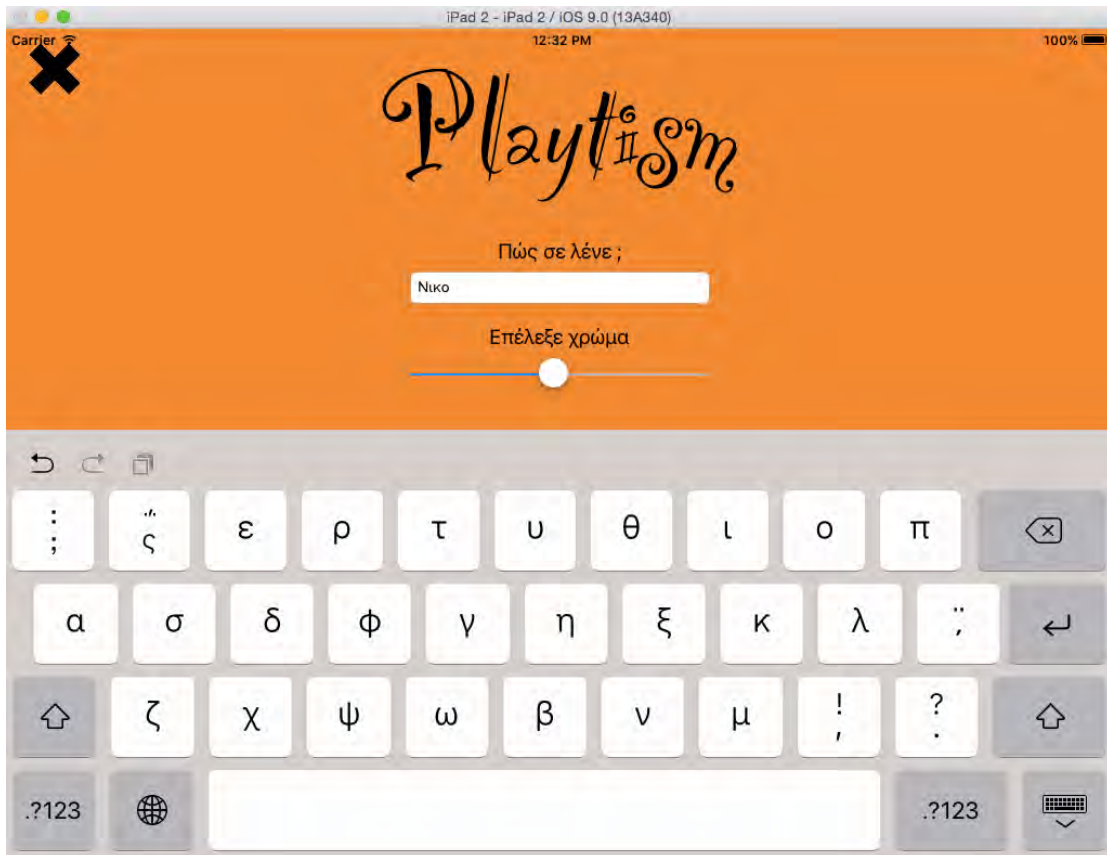 iPad 2 - iPad 2 / iOS 9.0 (13A340)
Carrier 12:32 PM 100%
Playtism
Πώς σε λένε ;
Νικο
Επέλεξε χρώμα
: ; ΅ ς ε ρ τ υ θ ι ο π
α σ δ φ γ η ξ κ λ ¨ ΄
ζ χ ψ ω β ν μ ! , ? .
.?123 .?123